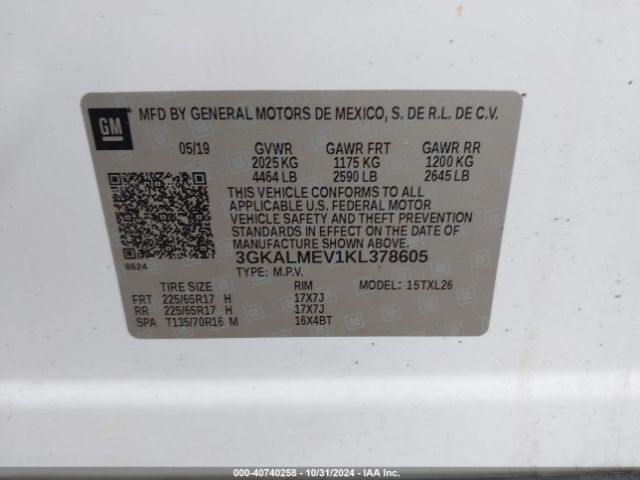 GM
MFD BY GENERAL MOTORS DE MEXICO, S. DE R.L. DE C.V.
05/19 GVWR GAWR FRT GAWR RR
2025 KG 1175 KG 1200 KG
4464 LB 2590 LB 2645 LB
THIS VEHICLE CONFORMS TO ALL
APPLICABLE U.S. FEDERAL MOTOR
VEHICLE SAFETY AND THEFT PREVENTION
STANDARDS IN EFFECT ON THE DATE OF
MANUFACTURE SHOWN ABOVE.
8624 3GKALMEV1KL378605
TYPE: M.P.V.
TIRE SIZE RIM MODEL: 15TXL26
FRT 225/65R17 H 17X7J
RR 225/65R17 H 17X7J
SPA T135/70R16 M 16X4BT
000-40740258 - 10/31/2024 - IAA Inc.